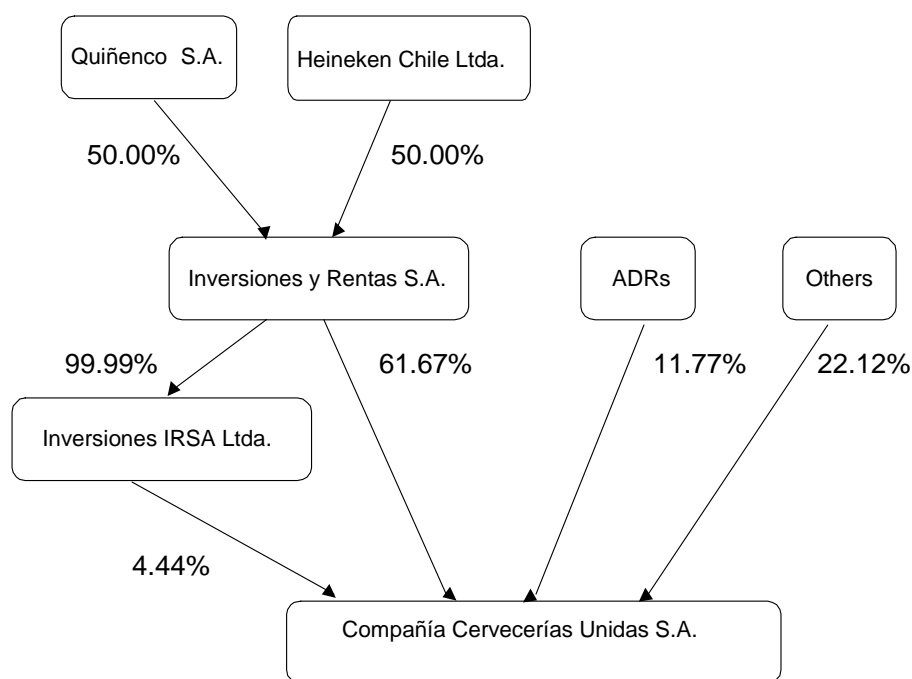 Quiñenco S.A.
Heineken Chile Ltda.
50.00%
50.00%
Inversiones y Rentas S.A.
ADRs
Others
99.99%
61.67%
11.77%
22.12%
Inversiones IRSA Ltda.
4.44%
Compañía Cervecerías Unidas S.A.